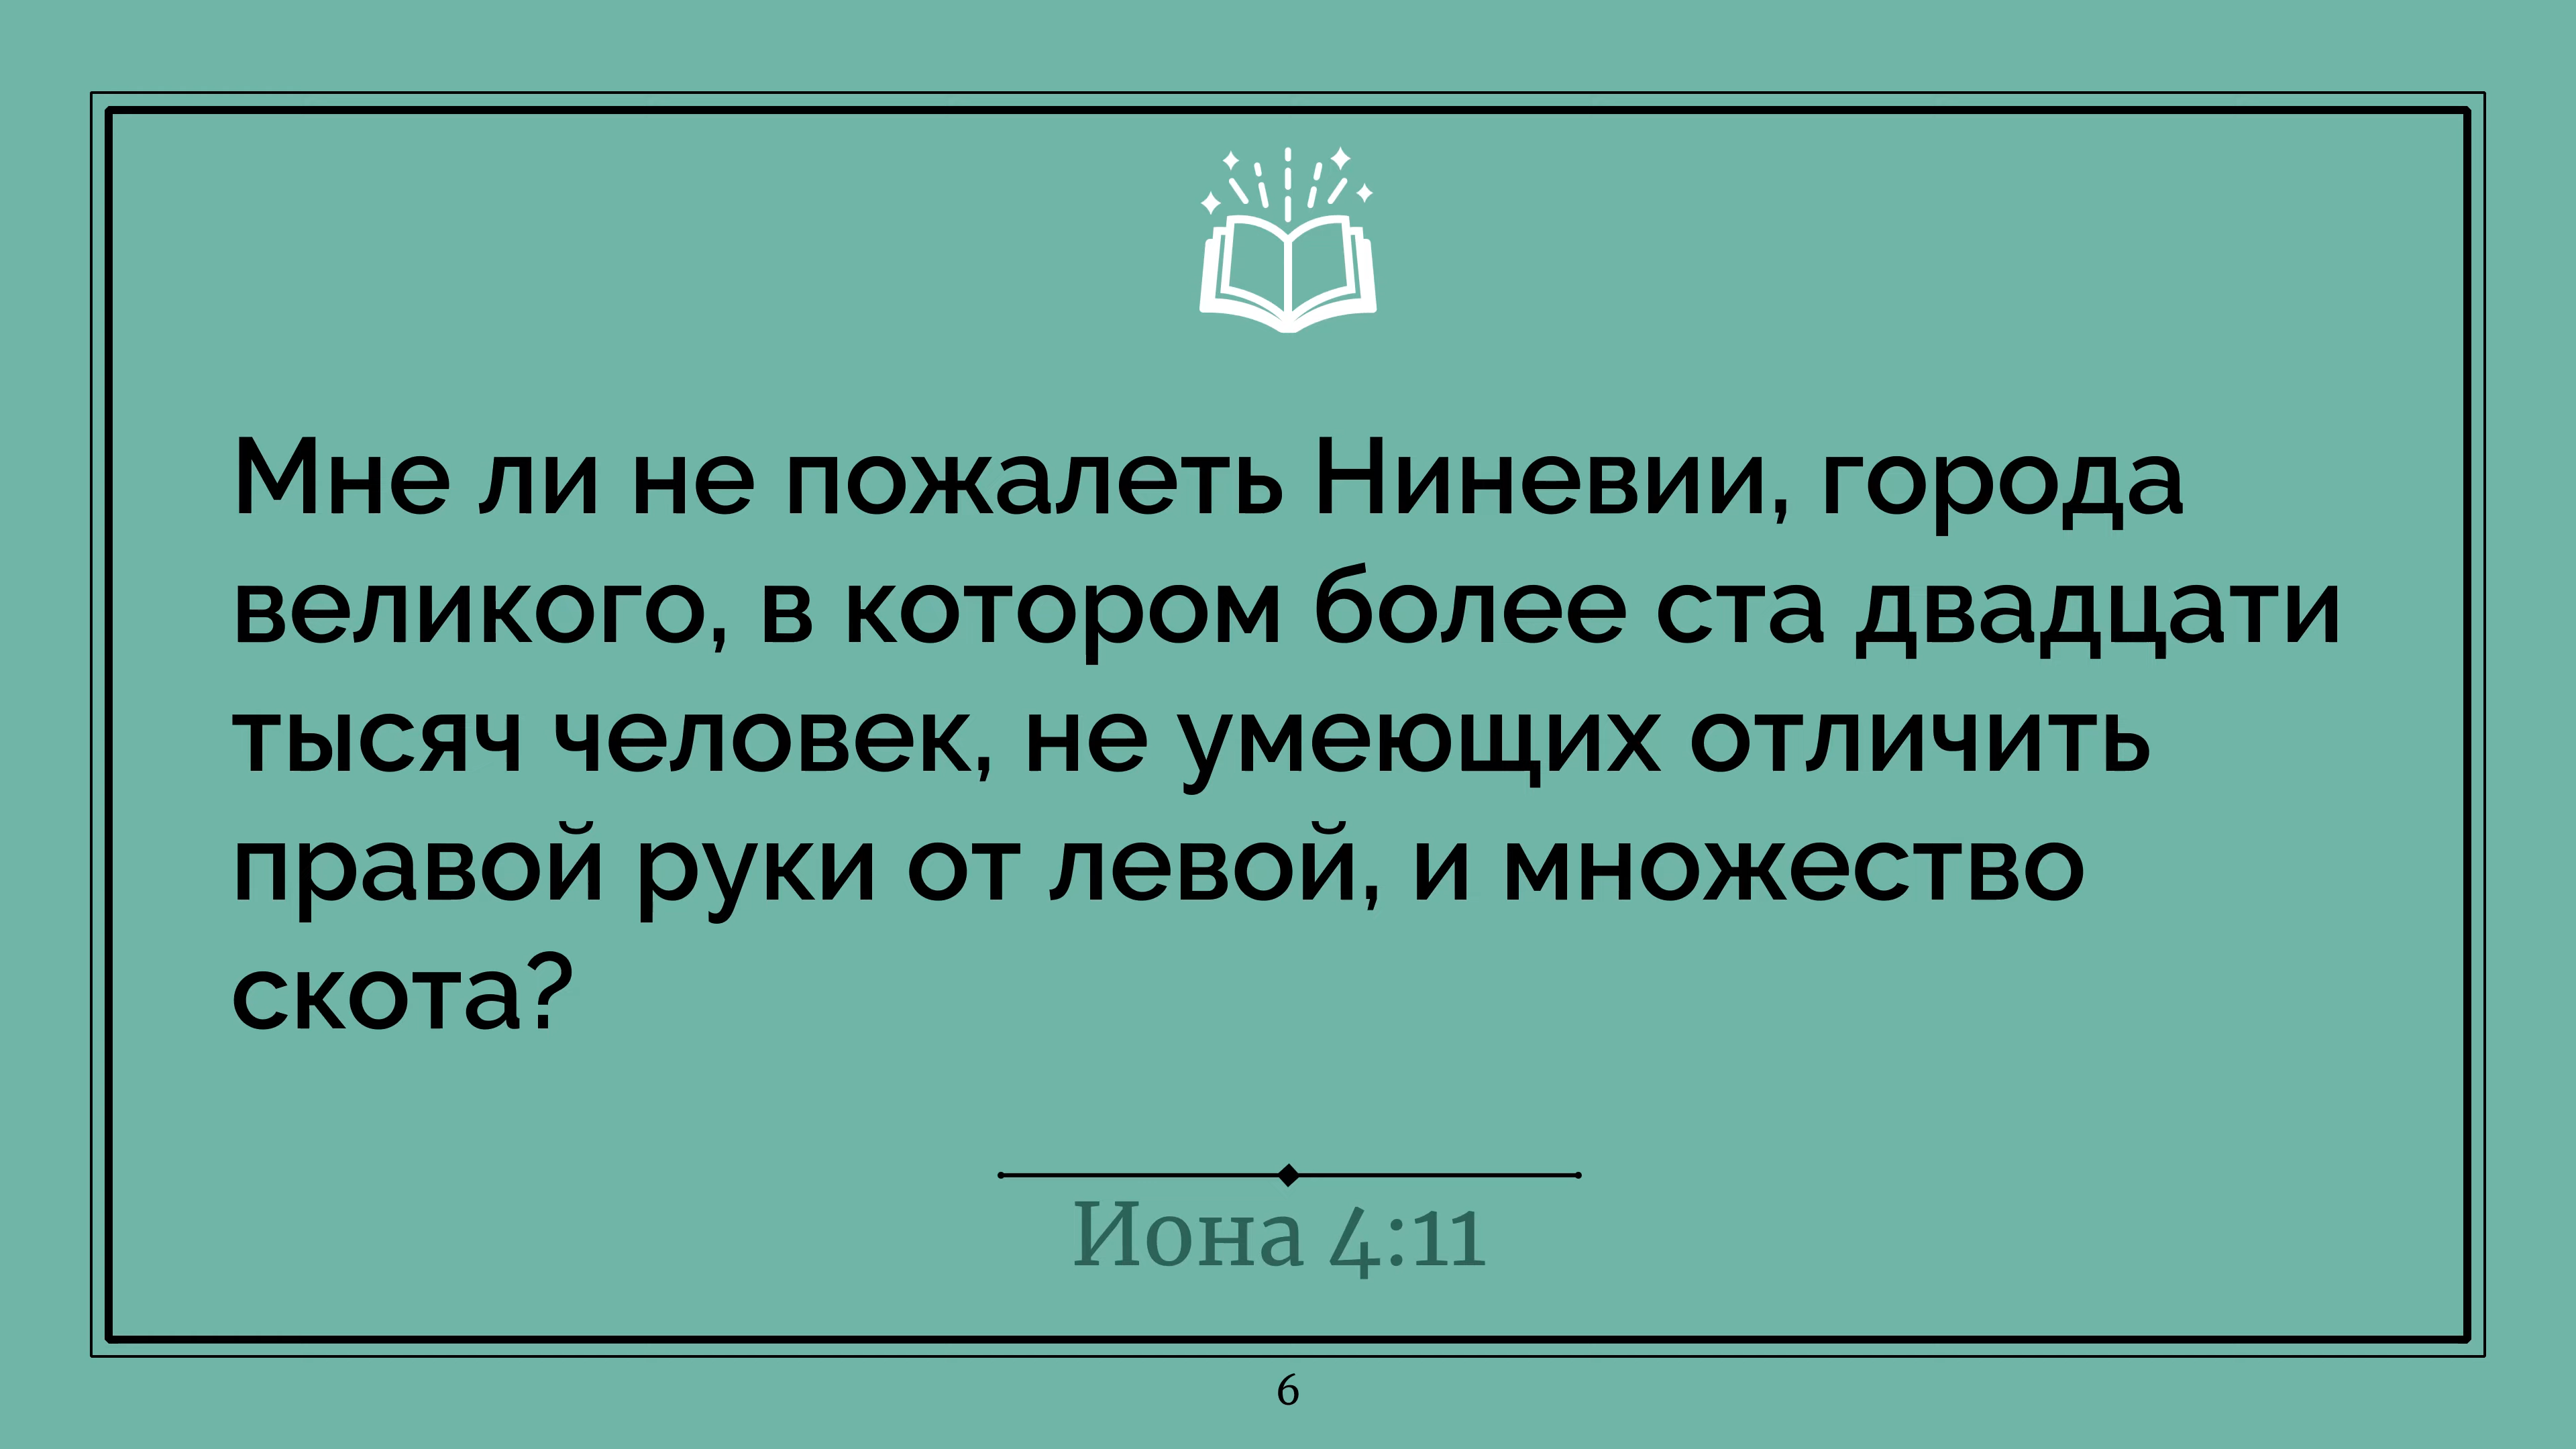 Мне ли не пожалеть Ниневии, города
великого, в котором более ста двадцати
тысяч человек, не умеющих отличить
правой руки от левой, и множество
скота?
Иона 4:11
6